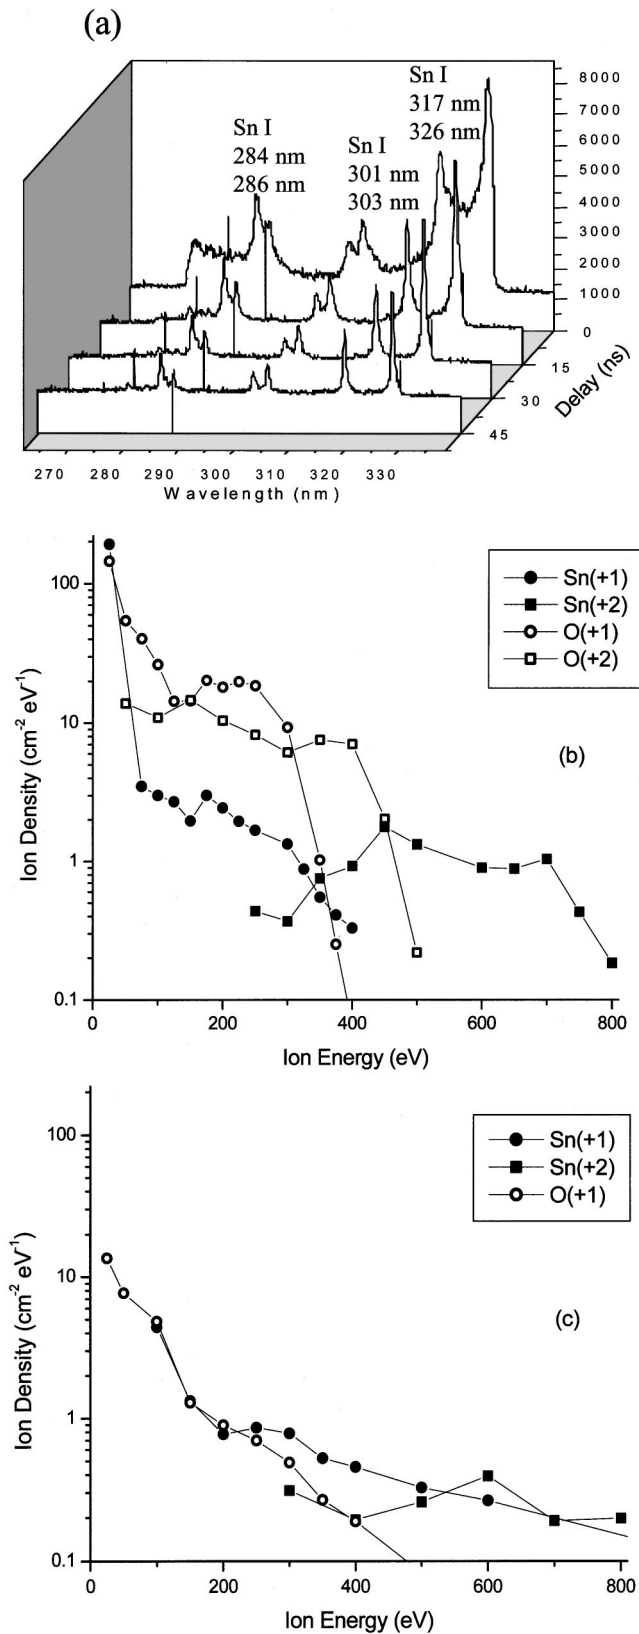 (a)
Sn I
317 nm
326 nm
Sn I
284 nm
286 nm
Sn I
301 nm
303 nm
8000
7000
6000
5000
4000
3000
2000
1000
0
15
30
45
Delay (ns)
270 280 290 300 310 320 330
Wavelength (nm)
100
10
1
0.1
Ion Density (cm⁻² eV⁻¹)
Sn(+1)
Sn(+2)
O(+1)
O(+2)
(b)
0 200 400 600 800
Ion Energy (eV)
100
10
1
0.1
Ion Density (cm⁻² eV⁻¹)
Sn(+1)
Sn(+2)
O(+1)
(c)
0 200 400 600 800
Ion Energy (eV)